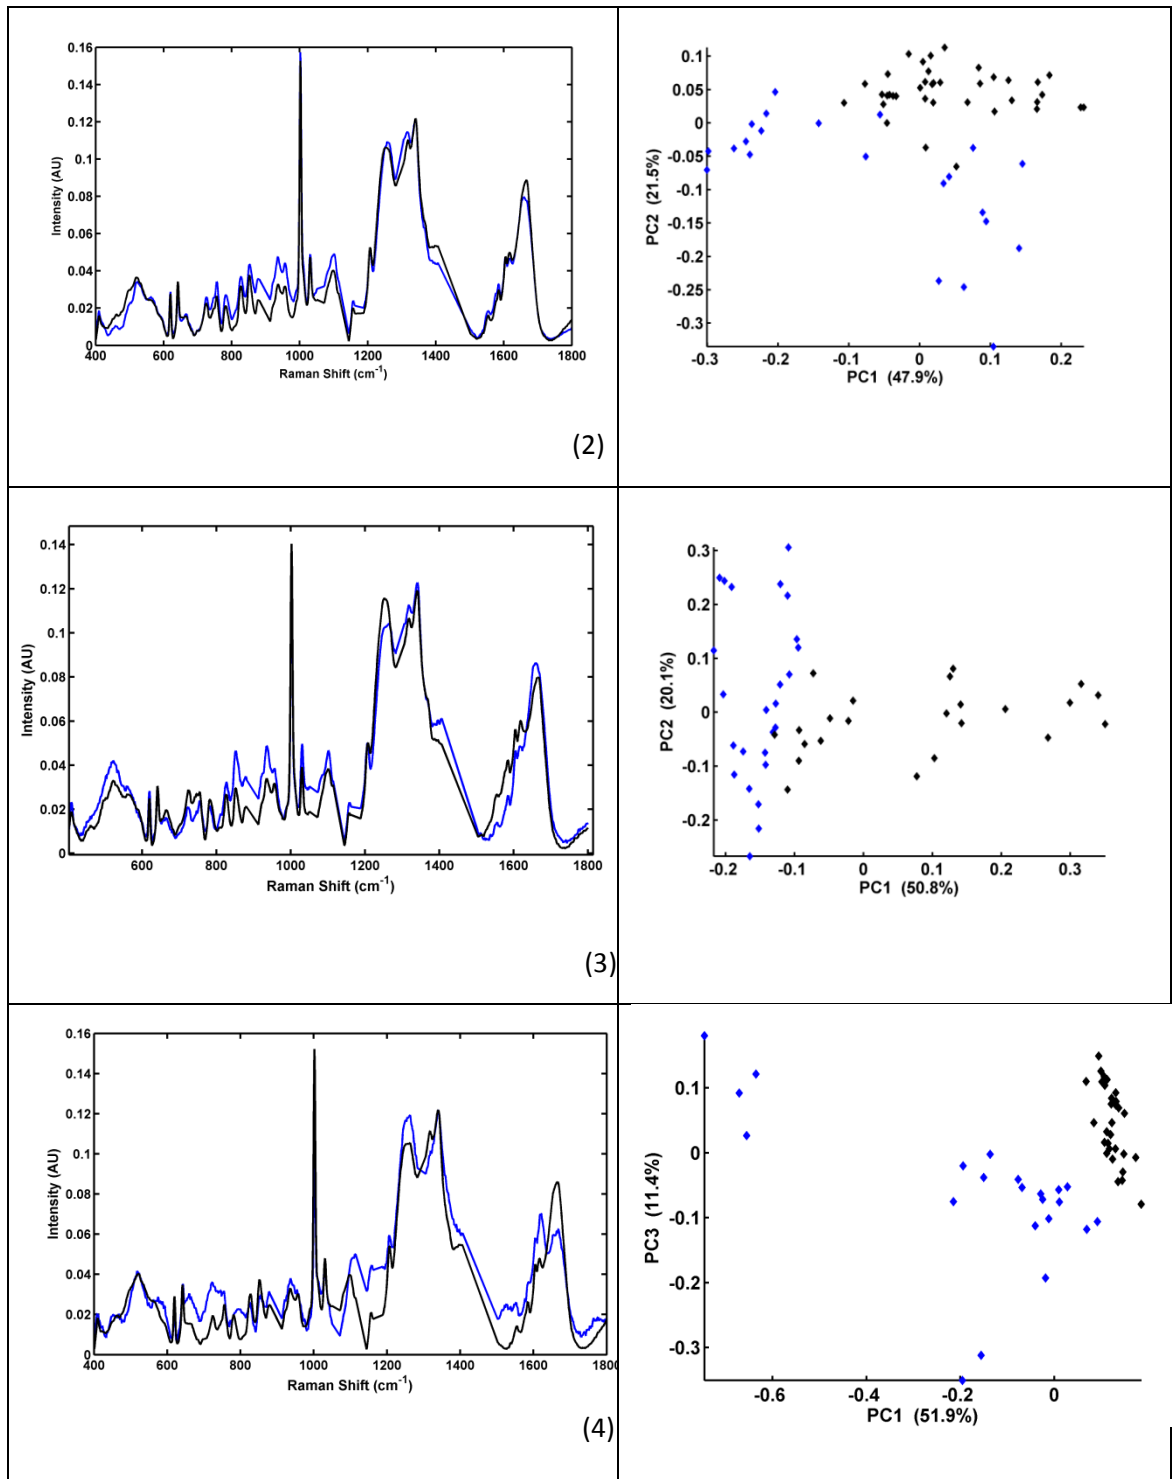 0.16
0.14
0.12
0.1
0.08
0.06
0.04
0.02
0
400 600 800 1000 1200 1400 1600 1800
Intensity (AU)
Raman Shift (cm-1)
(2)
0.1
0.05
0
-0.05
-0.1
-0.15
-0.2
-0.25
-0.3
-0.3 -0.2 -0.1 0 0.1 0.2
PC2 (21.5%)
PC1 (47.9%)
0.14
0.12
0.1
0.08
0.06
0.04
0.02
0
600 800 1000 1200 1400 1600 1800
Intensity (AU)
Raman Shift (cm-1)
(3)
0.3
0.2
0.1
0
-0.1
-0.2
-0.2 -0.1 0 0.1 0.2 0.3
PC2 (20.1%)
PC1 (50.8%)
0.16
0.14
0.12
0.1
0.08
0.06
0.04
0.02
0
400 600 800 1000 1200 1400 1600 1800
Intensity (AU)
Raman Shift (cm-1)
(4)
0.1
0
-0.1
-0.2
-0.3
-0.6 -0.4 -0.2 0
PC3 (11.4%)
PC1 (51.9%)